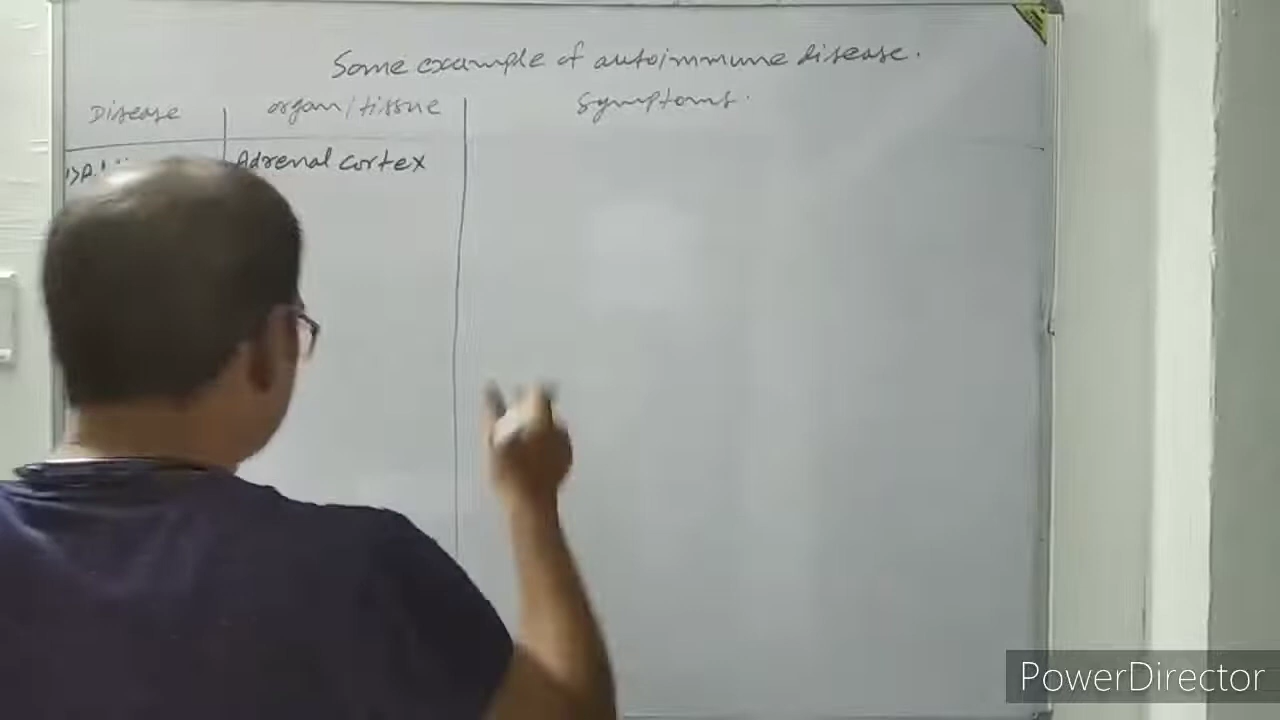 Some example of autoimmune disease.
Disease organ/tissue Symptoms.
Adrenal cortex
PowerDirector